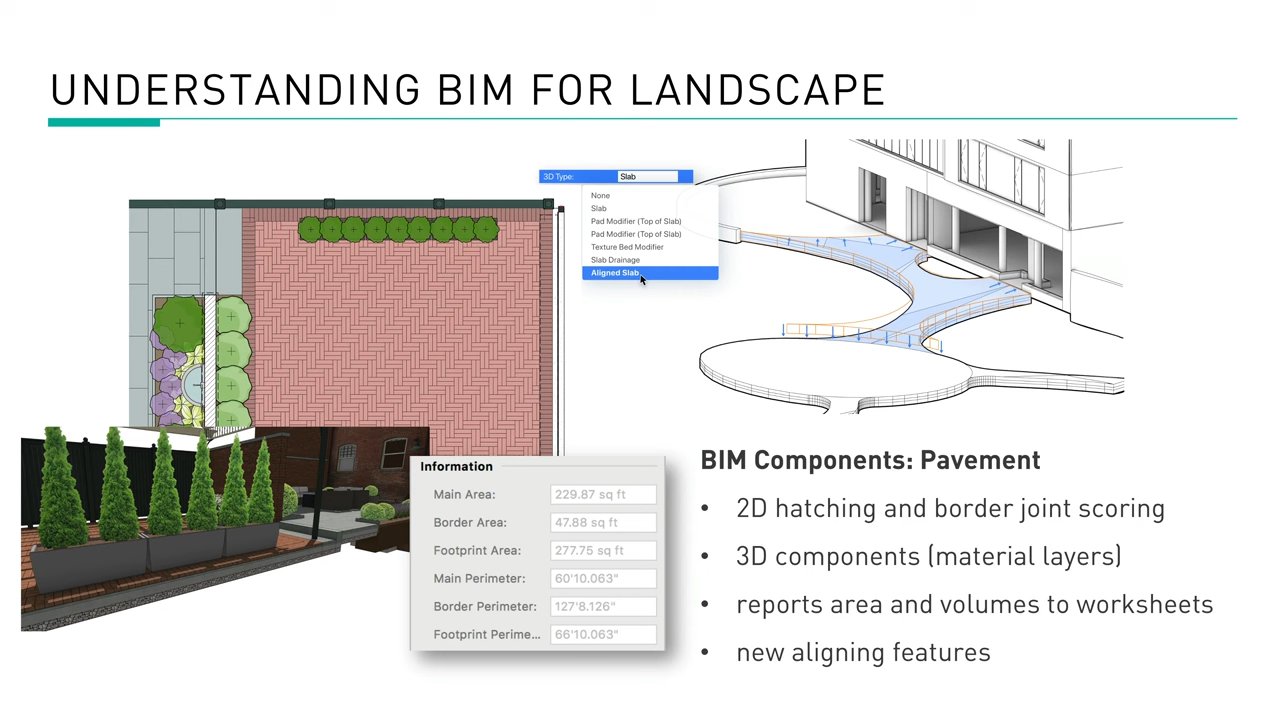 UNDERSTANDING BIM FOR LANDSCAPE
3D Type: Slab
None
Slab
Pad Modifier (Top of Slab)
Pad Modifier (Top of Slab)
Texture Bed Modifier
Slab Drainage
Aligned Slab
Information
Main Area: 229.87 sq ft
Border Area: 47.88 sq ft
Footprint Area: 277.75 sq ft
Main Perimeter: 60'10.063"
Border Perimeter: 127'8.126"
Footprint Perime... 66'10.063"
BIM Components: Pavement
• 2D hatching and border joint scoring
• 3D components (material layers)
• reports area and volumes to worksheets
• new aligning features